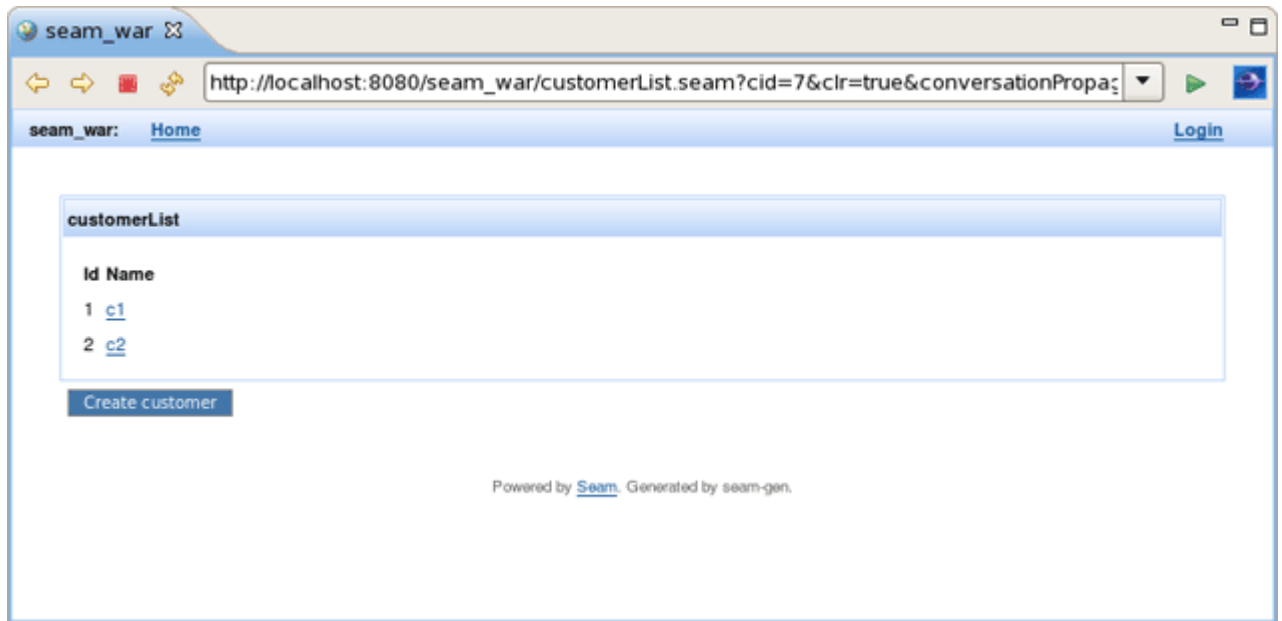 seam_war
http://localhost:8080/seam_war/customerList.seam?cid=7&clr=true&conversationPropag
seam_war: Home Login
customerList
Id Name
1 c1
2 c2
Create customer
Powered by Seam. Generated by seam-gen.